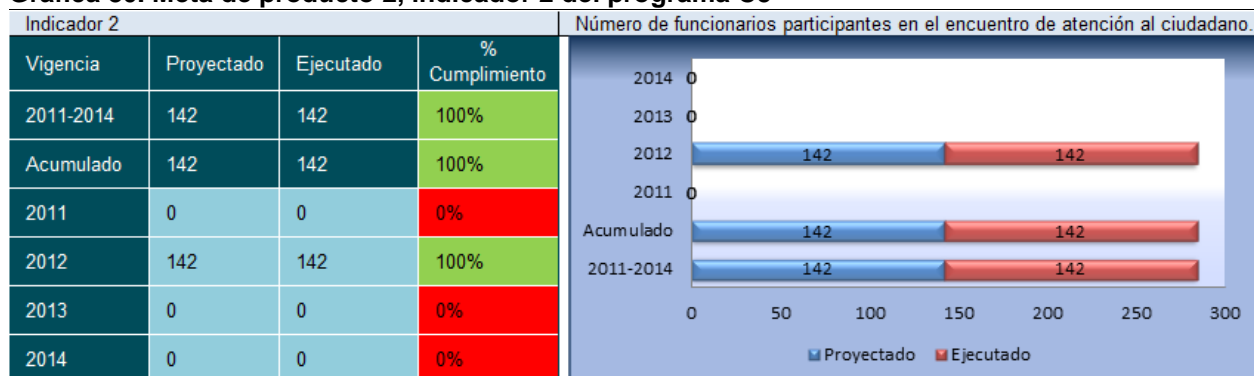 Indicador 2
Número de funcionarios participantes en el encuentro de atención al ciudadano.
Vigencia Proyectado Ejecutado % Cumplimiento
2011-2014 142 142 100%
Acumulado 142 142 100%
2011 0 0 0%
2012 142 142 100%
2013 0 0 0%
2014 0 0 0%
2014 0
2013 0
2012 142 142
2011 0
Acumulado 142 142
2011-2014 142 142
0 50 100 150 200 250 300
Proyectado Ejecutado